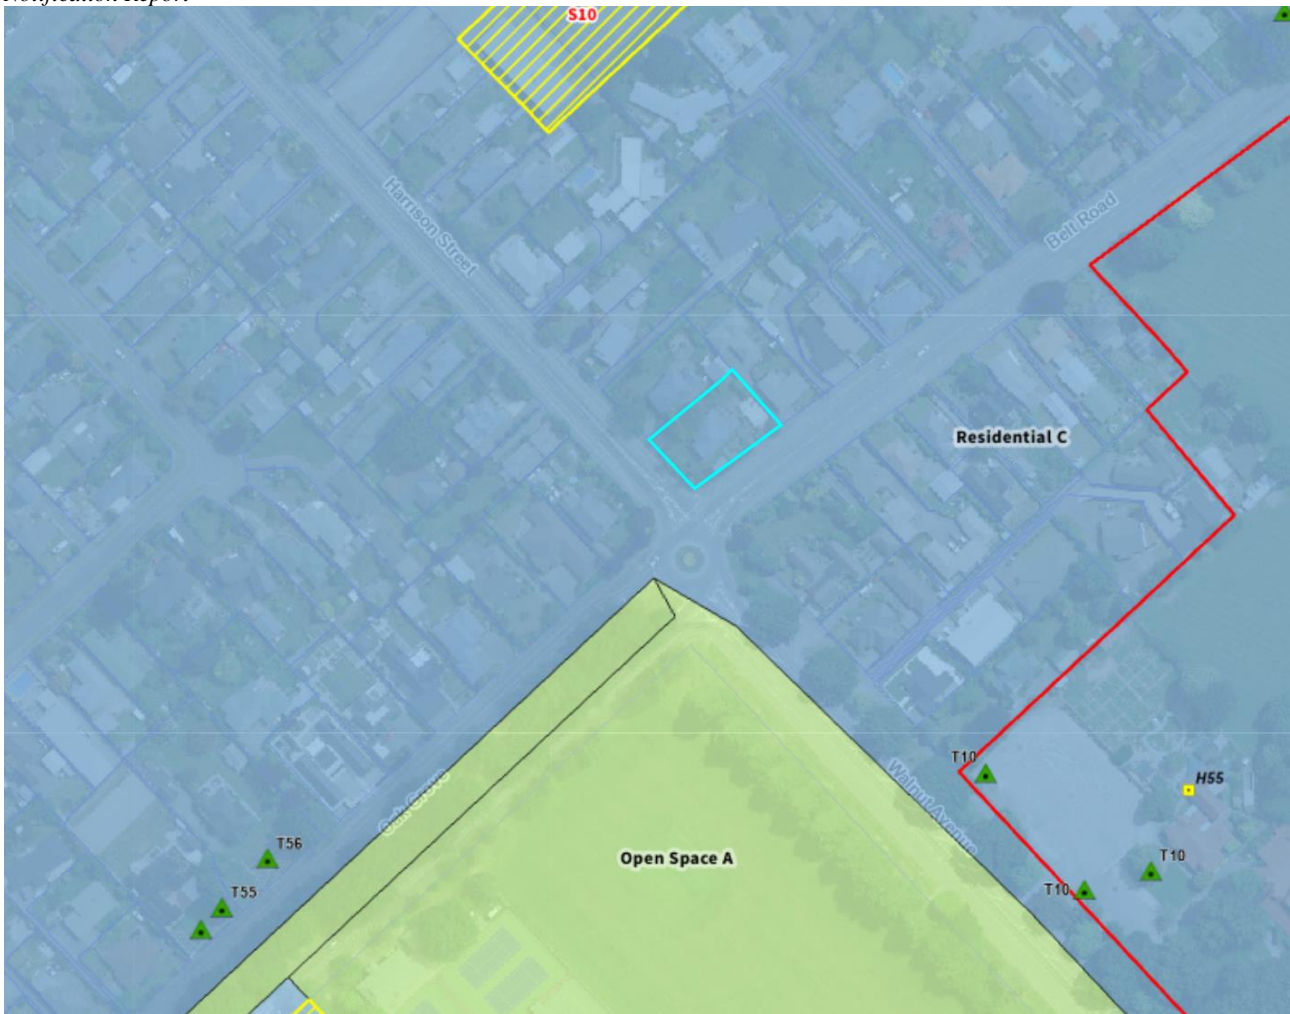 Notification Report
S10
Harrison Street
Belt Road
Residential C
T10
H55
Walnut Avenue
Oak Grove
T56
Open Space A
T10
T55
T10